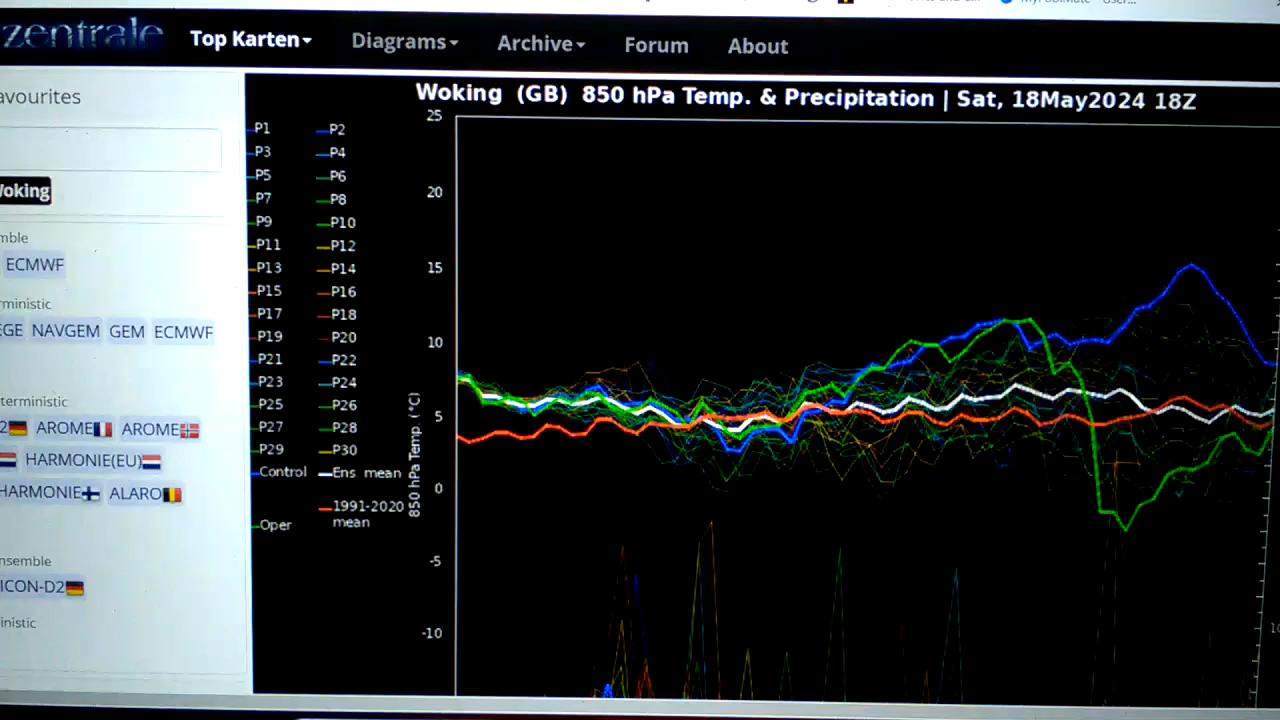 zentrale Top Karten Diagrams Archive Forum About
avourites
Woking
mble
ECMWF
ministic
EGE NAVGEM GEM ECMWF
terministic
2 AROME AROME
HARMONIE(EU)
HARMONIE ALARO
nsemble
ICON-D2
inistic
Woking (GB) 850 hPa Temp. & Precipitation | Sat, 18May2024 18Z
P1 P2
P3 P4
P5 P6
P7 P8
P9 P10
P11 P12
P13 P14
P15 P16
P17 P18
P19 P20
P21 P22
P23 P24
P25 P26
P27 P28
P29 P30
Control Ens mean
Oper 1991-2020
mean
850 hPa Temp. (°C)
25
20
15
10
5
0
-5
-10